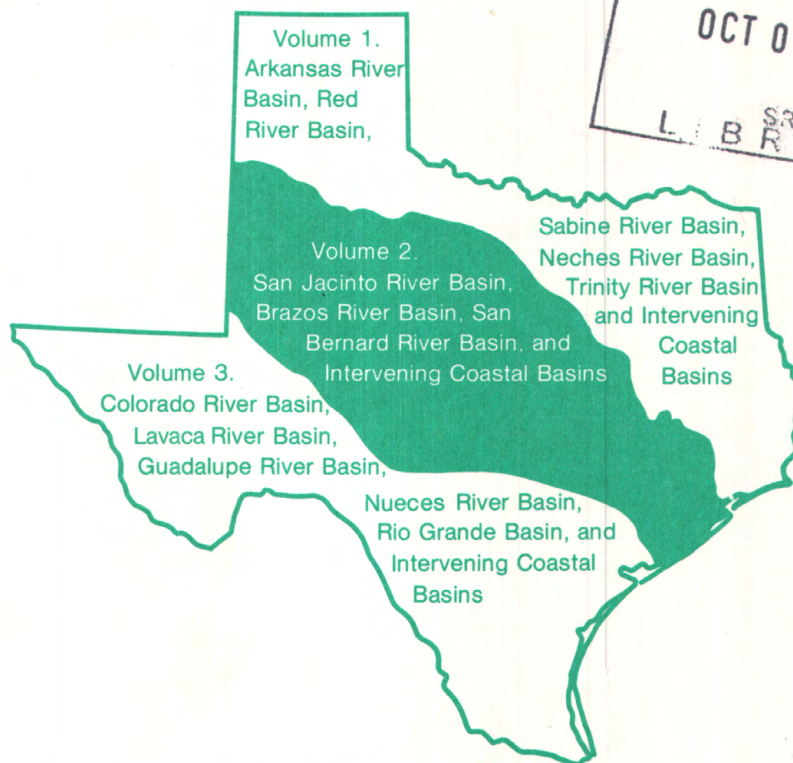 Volume 1.
Arkansas River
Basin, Red
River Basin,
Sabine River Basin,
Neches River Basin,
Trinity River Basin
and Intervening
Coastal
Basins
Volume 2.
San Jacinto River Basin,
Brazos River Basin, San
Bernard River Basin, and
Intervening Coastal Basins
Volume 3.
Colorado River Basin,
Lavaca River Basin,
Guadalupe River Basin,
Nueces River Basin,
Rio Grande Basin, and
Intervening Coastal
Basins
OCT 0